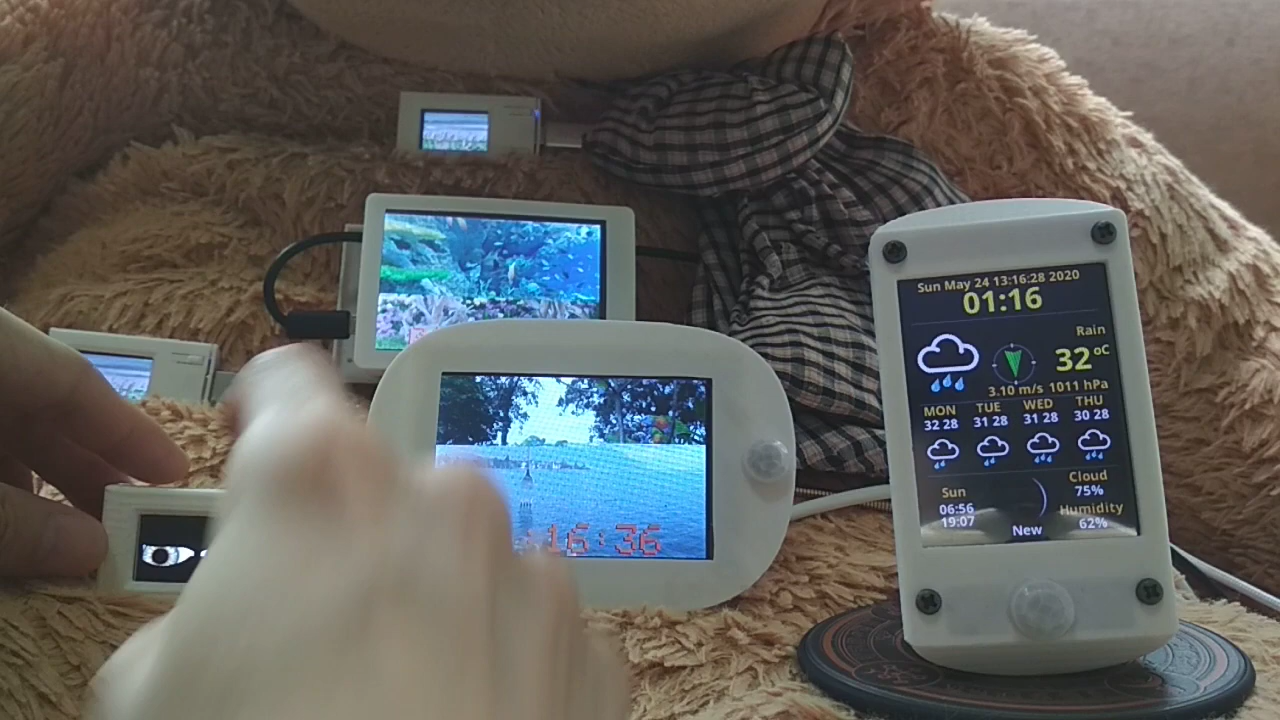 Sun May 24 13:16:28 2020
01:16
Rain
32°C
3.10 m/s 1011 hPa
MON TUE WED THU
32 28 31 28 31 28 30 28
Sun
06:56
19:07
New
Cloud
75%
Humidity
62%
:16:36